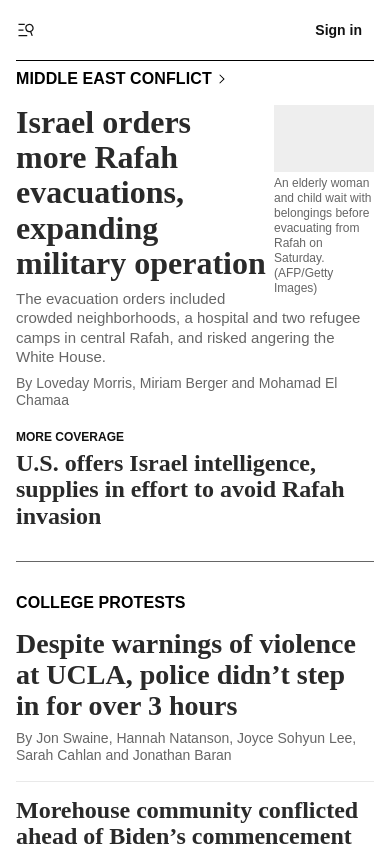 Sign in
MIDDLE EAST CONFLICT
Israel orders
more Rafah
evacuations,
expanding
military operation
An elderly woman
and child wait with
belongings before
evacuating from
Rafah on
Saturday.
(AFP/Getty
Images)
The evacuation orders included
crowded neighborhoods, a hospital and two refugee
camps in central Rafah, and risked angering the
White House.
By Loveday Morris, Miriam Berger and Mohamad El
Chamaa
MORE COVERAGE
U.S. offers Israel intelligence,
supplies in effort to avoid Rafah
invasion
COLLEGE PROTESTS
Despite warnings of violence
at UCLA, police didn’t step
in for over 3 hours
By Jon Swaine, Hannah Natanson, Joyce Sohyun Lee,
Sarah Cahlan and Jonathan Baran
Morehouse community conflicted
ahead of Biden’s commencement